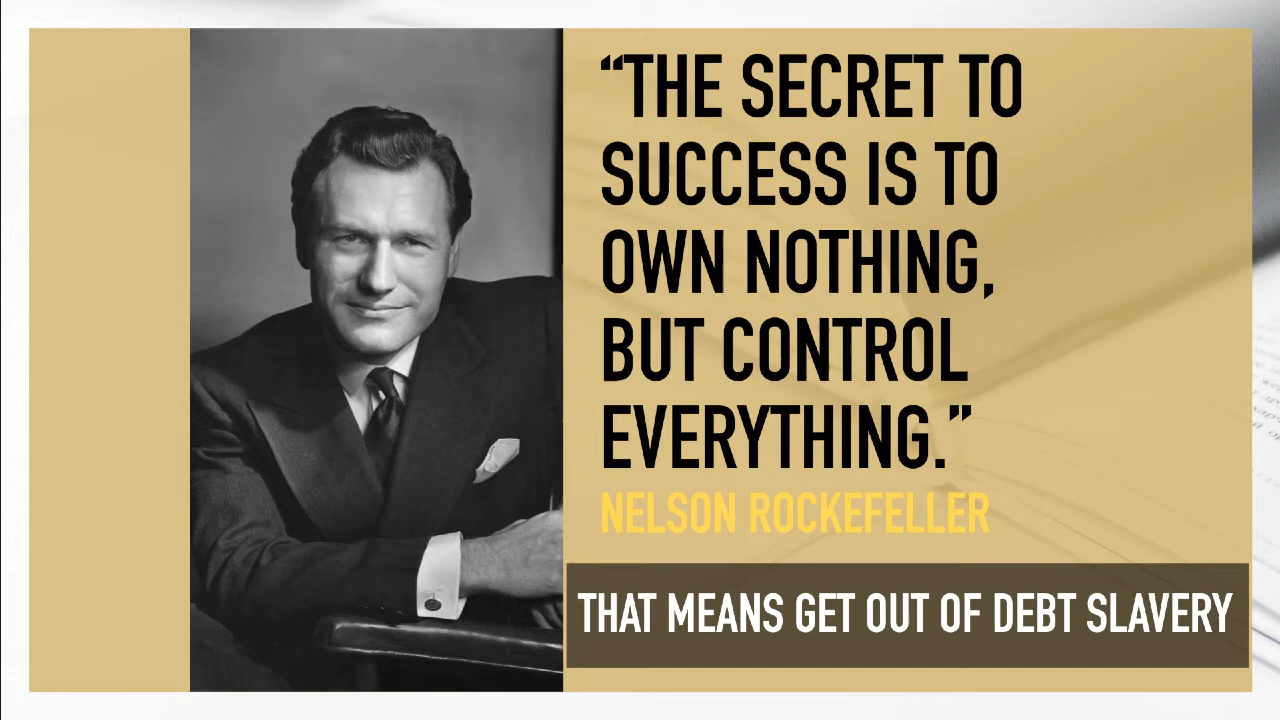 “THE SECRET TO
SUCCESS IS TO
OWN NOTHING,
BUT CONTROL
EVERYTHING.”
NELSON ROCKEFELLER
THAT MEANS GET OUT OF DEBT SLAVERY